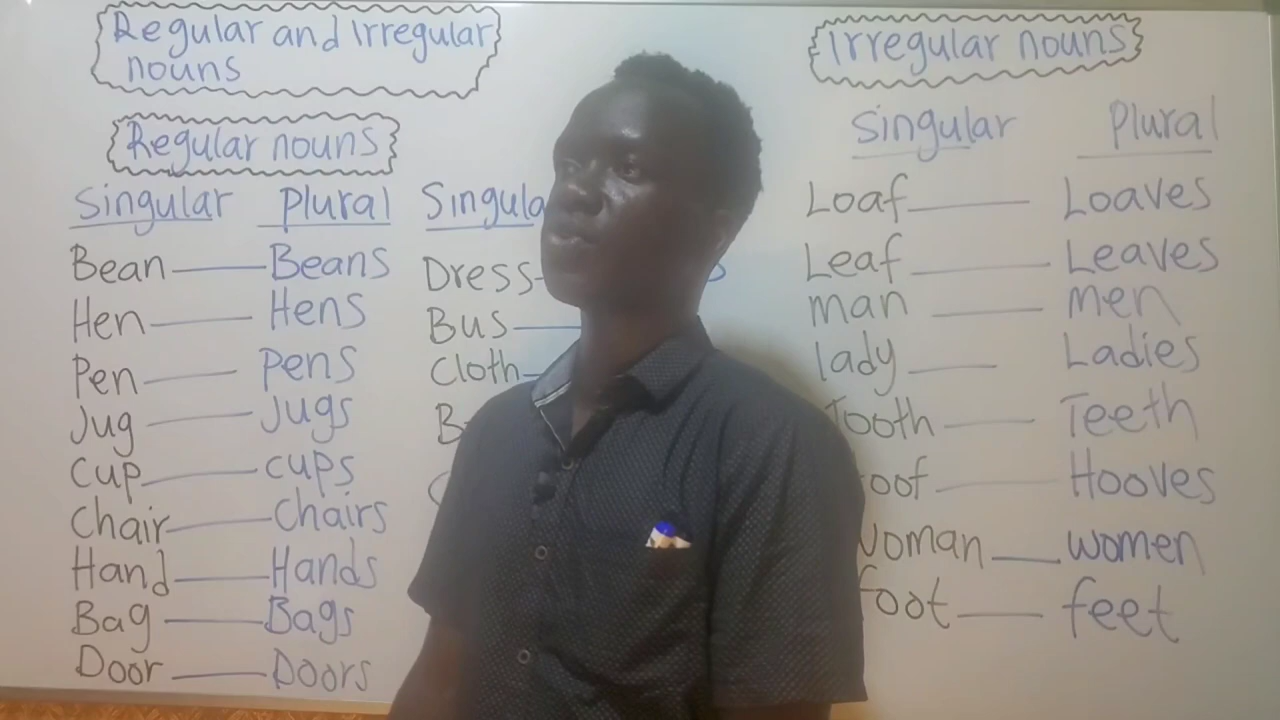 Regular and Irregular
nouns
Regular nouns
Singular Plural
Bean Beans
Hen Hens
Pen Pens
Jug Jugs
Cup Cups
Chair Chairs
Hand Hands
Bag Bags
Door Doors
Dress
Bus
Cloth
Irregular nouns
Singular Plural
Loaf Loaves
Leaf Leaves
man men
lady Ladies
Tooth Teeth
Hooves
women
foot feet